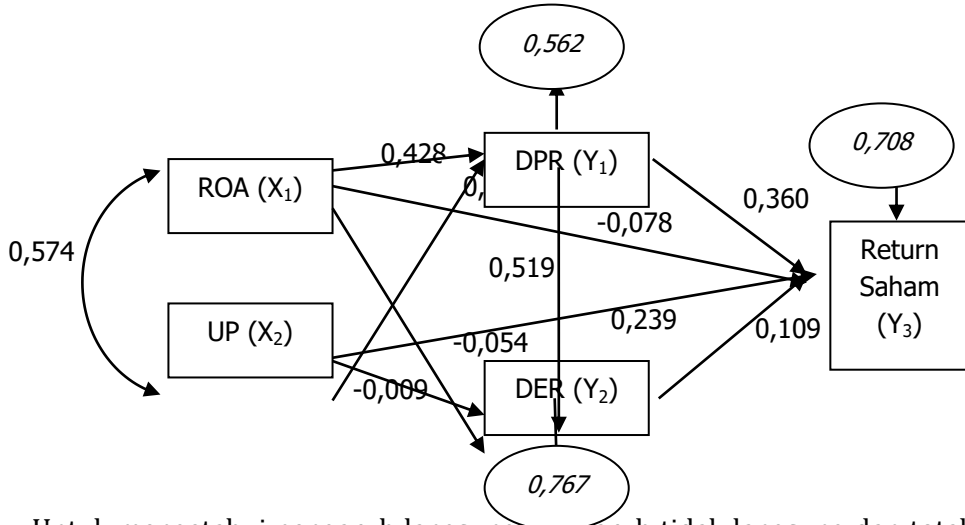 0,562
0,708
0,428
DPR (Y1)
ROA (X1)
0,
0,360
-0,078
0,574
0,519
Return
Saham
(Y3)
UP (X2)
0,239
0,109
-0,054
-0,009
DER (Y2)
0,767